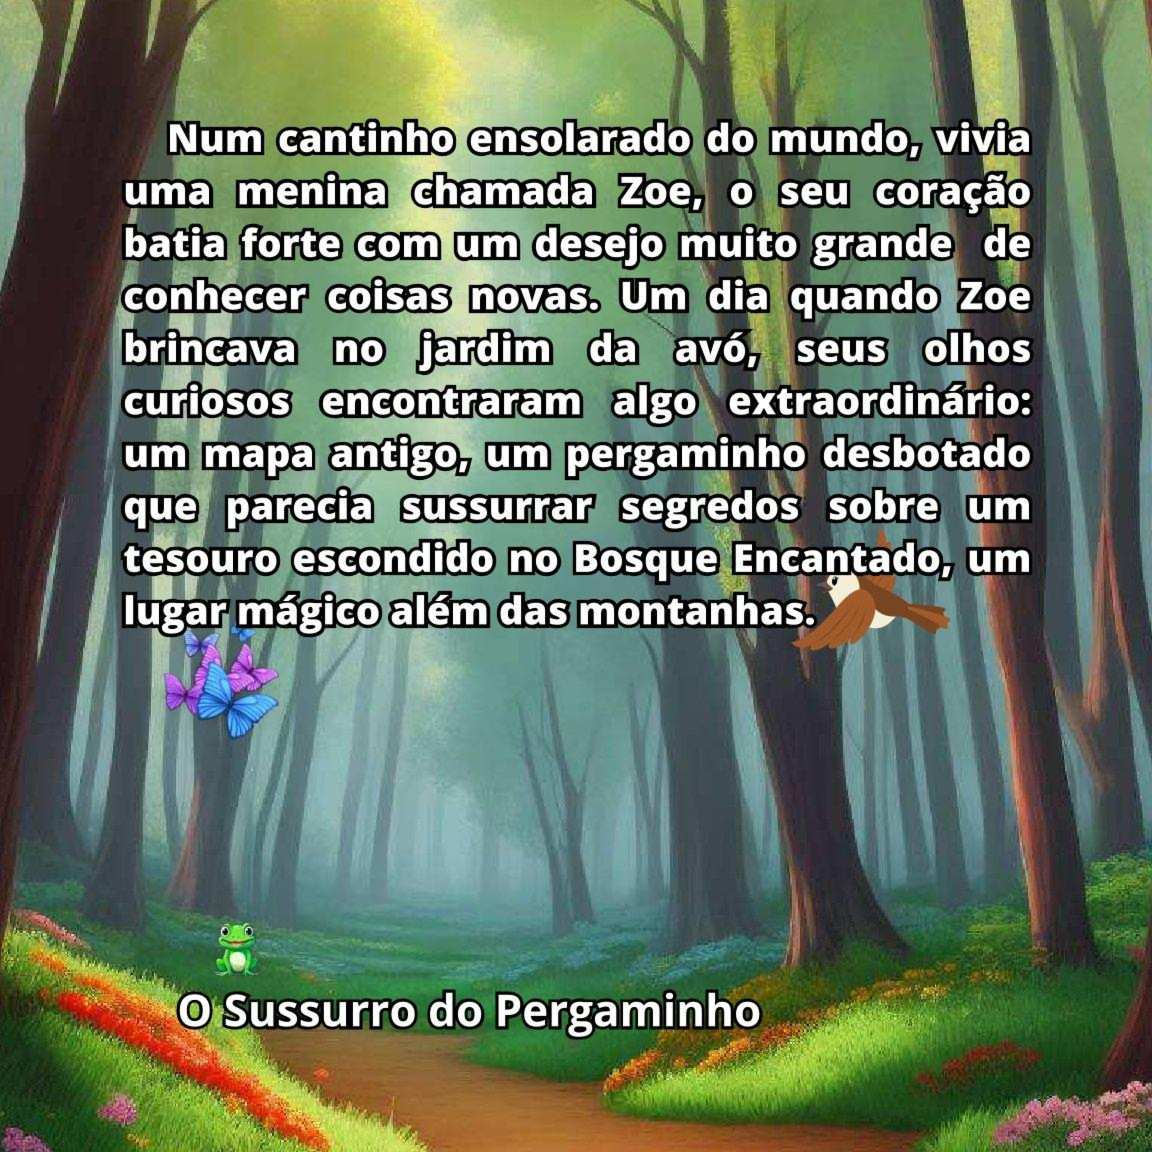 Num cantinho ensolarado do mundo, vivia
uma menina chamada Zoe, o seu coração
batia forte com um desejo muito grande de
conhecer coisas novas. Um dia quando Zoe
brincava no jardim da avó, seus olhos
curiosos encontraram algo extraordinário:
um mapa antigo, um pergaminho desbotado
que parecia sussurrar segredos sobre um
tesouro escondido no Bosque Encantado, um
lugar mágico além das montanhas.
O Sussurro do Pergaminho